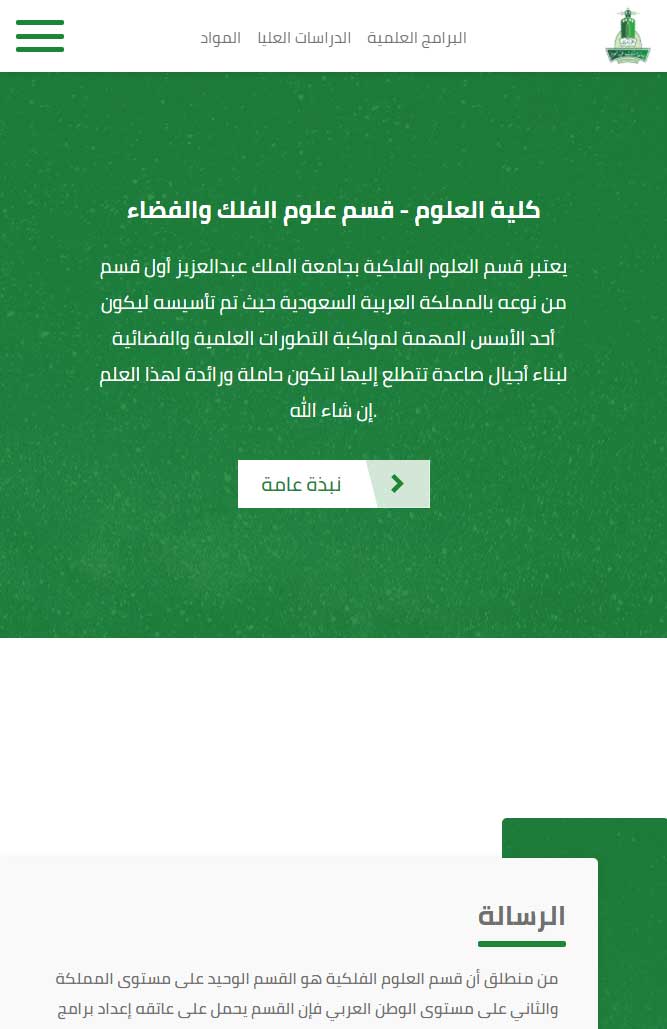 البرامج العلمية الدراسات العليا المواد
كلية العلوم - قسم علوم الفلك والفضاء
يعتبر قسم العلوم الفلكية بجامعة الملك عبدالعزيز أول قسم
من نوعه بالمملكة العربية السعودية حيث تم تأسيسه ليكون
أحد الأسس المهمة لمواكبة التطورات العلمية والفضائية
لبناء أجيال صاعدة تتطلع إليها لتكون حاملة ورائدة لهذا العلم
.إن شاء الله
نبذة عامة
الرسالة
من منطلق أن قسم العلوم الفلكية هو القسم الوحيد على مستوى المملكة
والثاني على مستوى الوطن العربي فإن القسم يحمل على عاتقه إعداد برامج